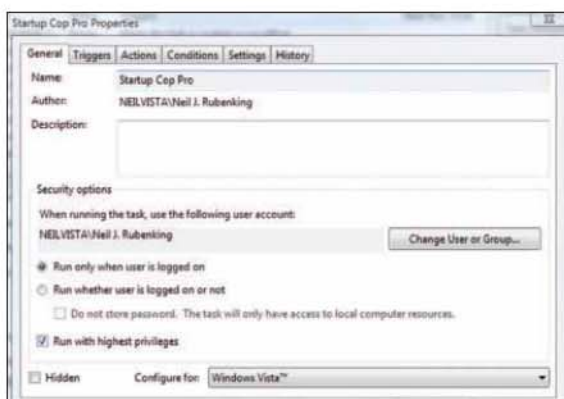 Startup Cop Pro Properties
General Triggers Actions Conditions Settings History
Name: Startup Cop Pro
Author: NEILVISTA\Neil J. Rubenking
Description:
Security options
When running the task, use the following user account:
NEILVISTA\Neil J. Rubenking Change User or Group...
Run only when user is logged on
Run whether user is logged on or not
Do not store password. The task will only have access to local computer resources.
Run with highest privileges
Hidden Configure for: Windows Vista™